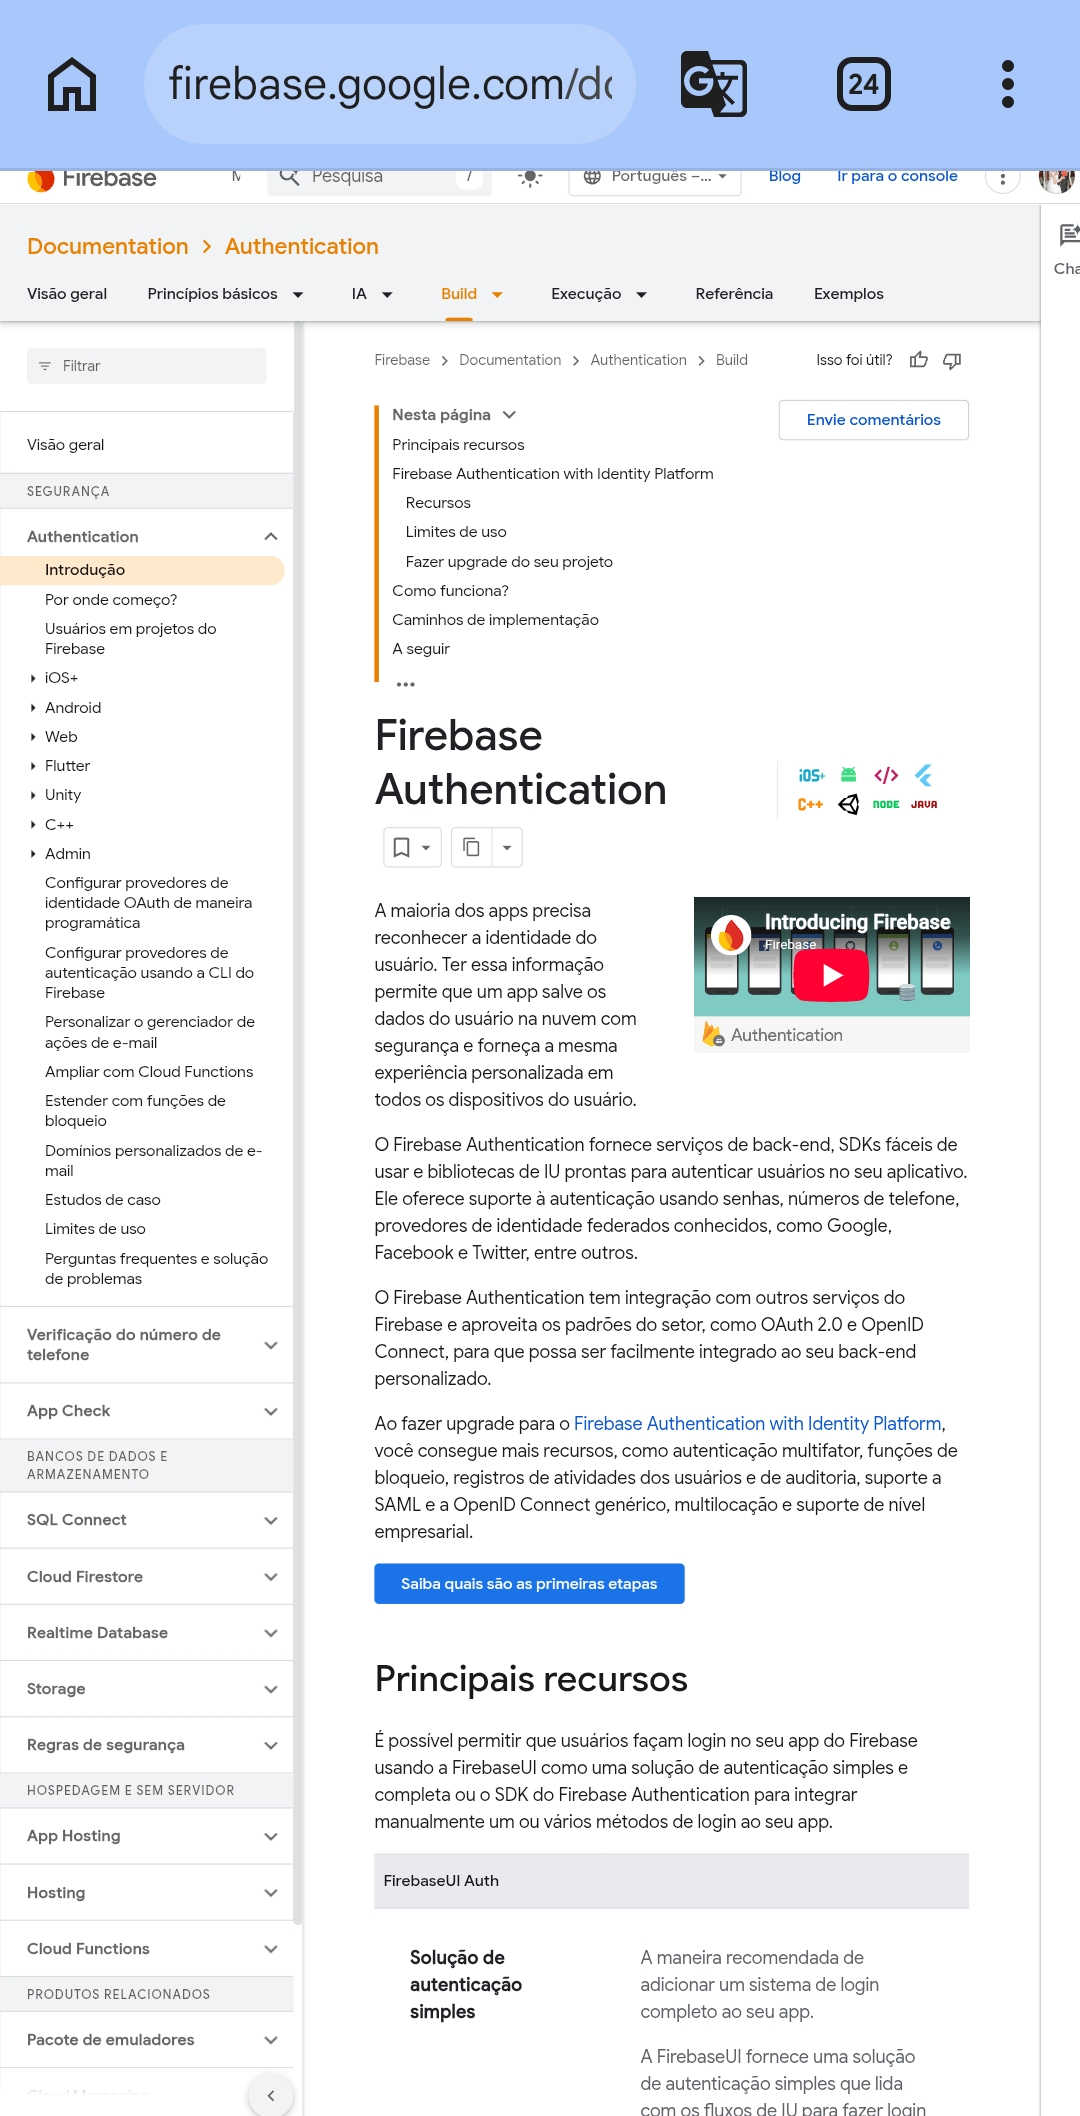 firebase.google.com/do
24
Firebase
Pesquisa
/
Português –...
Blog
Ir para o console
Documentation > Authentication
Cha
Visão geral
Princípios básicos
IA
Build
Execução
Referência
Exemplos
Filtrar
Visão geral
SEGURANÇA
Authentication
Introdução
Por onde começo?
Usuários em projetos do
Firebase
iOS+
Android
Web
Flutter
Unity
C++
Admin
Configurar provedores de
identidade OAuth de maneira
programática
Configurar provedores de
autenticação usando a CLI do
Firebase
Personalizar o gerenciador de
ações de e-mail
Ampliar com Cloud Functions
Estender com funções de
bloqueio
Domínios personalizados de e-
mail
Estudos de caso
Limites de uso
Perguntas frequentes e solução
de problemas
Verificação do número de
telefone
App Check
BANCOS DE DADOS E
ARMAZENAMENTO
SQL Connect
Cloud Firestore
Realtime Database
Storage
Regras de segurança
HOSPEDAGEM E SEM SERVIDOR
App Hosting
Hosting
Cloud Functions
PRODUTOS RELACIONADOS
Pacote de emuladores
Cloud Messaging
Firebase > Documentation > Authentication > Build
Isso foi útil?
Envie comentários
Nesta página
Principais recursos
Firebase Authentication with Identity Platform
Recursos
Limites de uso
Fazer upgrade do seu projeto
Como funciona?
Caminhos de implementação
A seguir
Firebase
Authentication
iOS+
C++
NODE
JAVA
A maioria dos apps precisa
reconhecer a identidade do
usuário. Ter essa informação
permite que um app salve os
dados do usuário na nuvem com
segurança e forneça a mesma
experiência personalizada em
todos os dispositivos do usuário.
Introducing Firebase
Firebase
Authentication
O Firebase Authentication fornece serviços de back-end, SDKs fáceis de
usar e bibliotecas de IU prontas para autenticar usuários no seu aplicativo.
Ele oferece suporte à autenticação usando senhas, números de telefone,
provedores de identidade federados conhecidos, como Google,
Facebook e Twitter, entre outros.
O Firebase Authentication tem integração com outros serviços do
Firebase e aproveita os padrões do setor, como OAuth 2.0 e OpenID
Connect, para que possa ser facilmente integrado ao seu back-end
personalizado.
Ao fazer upgrade para o Firebase Authentication with Identity Platform,
você consegue mais recursos, como autenticação multifator, funções de
bloqueio, registros de atividades dos usuários e de auditoria, suporte a
SAML e a OpenID Connect genérico, multilocação e suporte de nível
empresarial.
Saiba quais são as primeiras etapas
Principais recursos
É possível permitir que usuários façam login no seu app do Firebase
usando a FirebaseUI como uma solução de autenticação simples e
completa ou o SDK do Firebase Authentication para integrar
manualmente um ou vários métodos de login ao seu app.
FirebaseUI Auth
Solução de
autenticação
simples
A maneira recomendada de
adicionar um sistema de login
completo ao seu app.
A FirebaseUI fornece uma solução
de autenticação simples que lida
com os fluxos de IU para fazer login